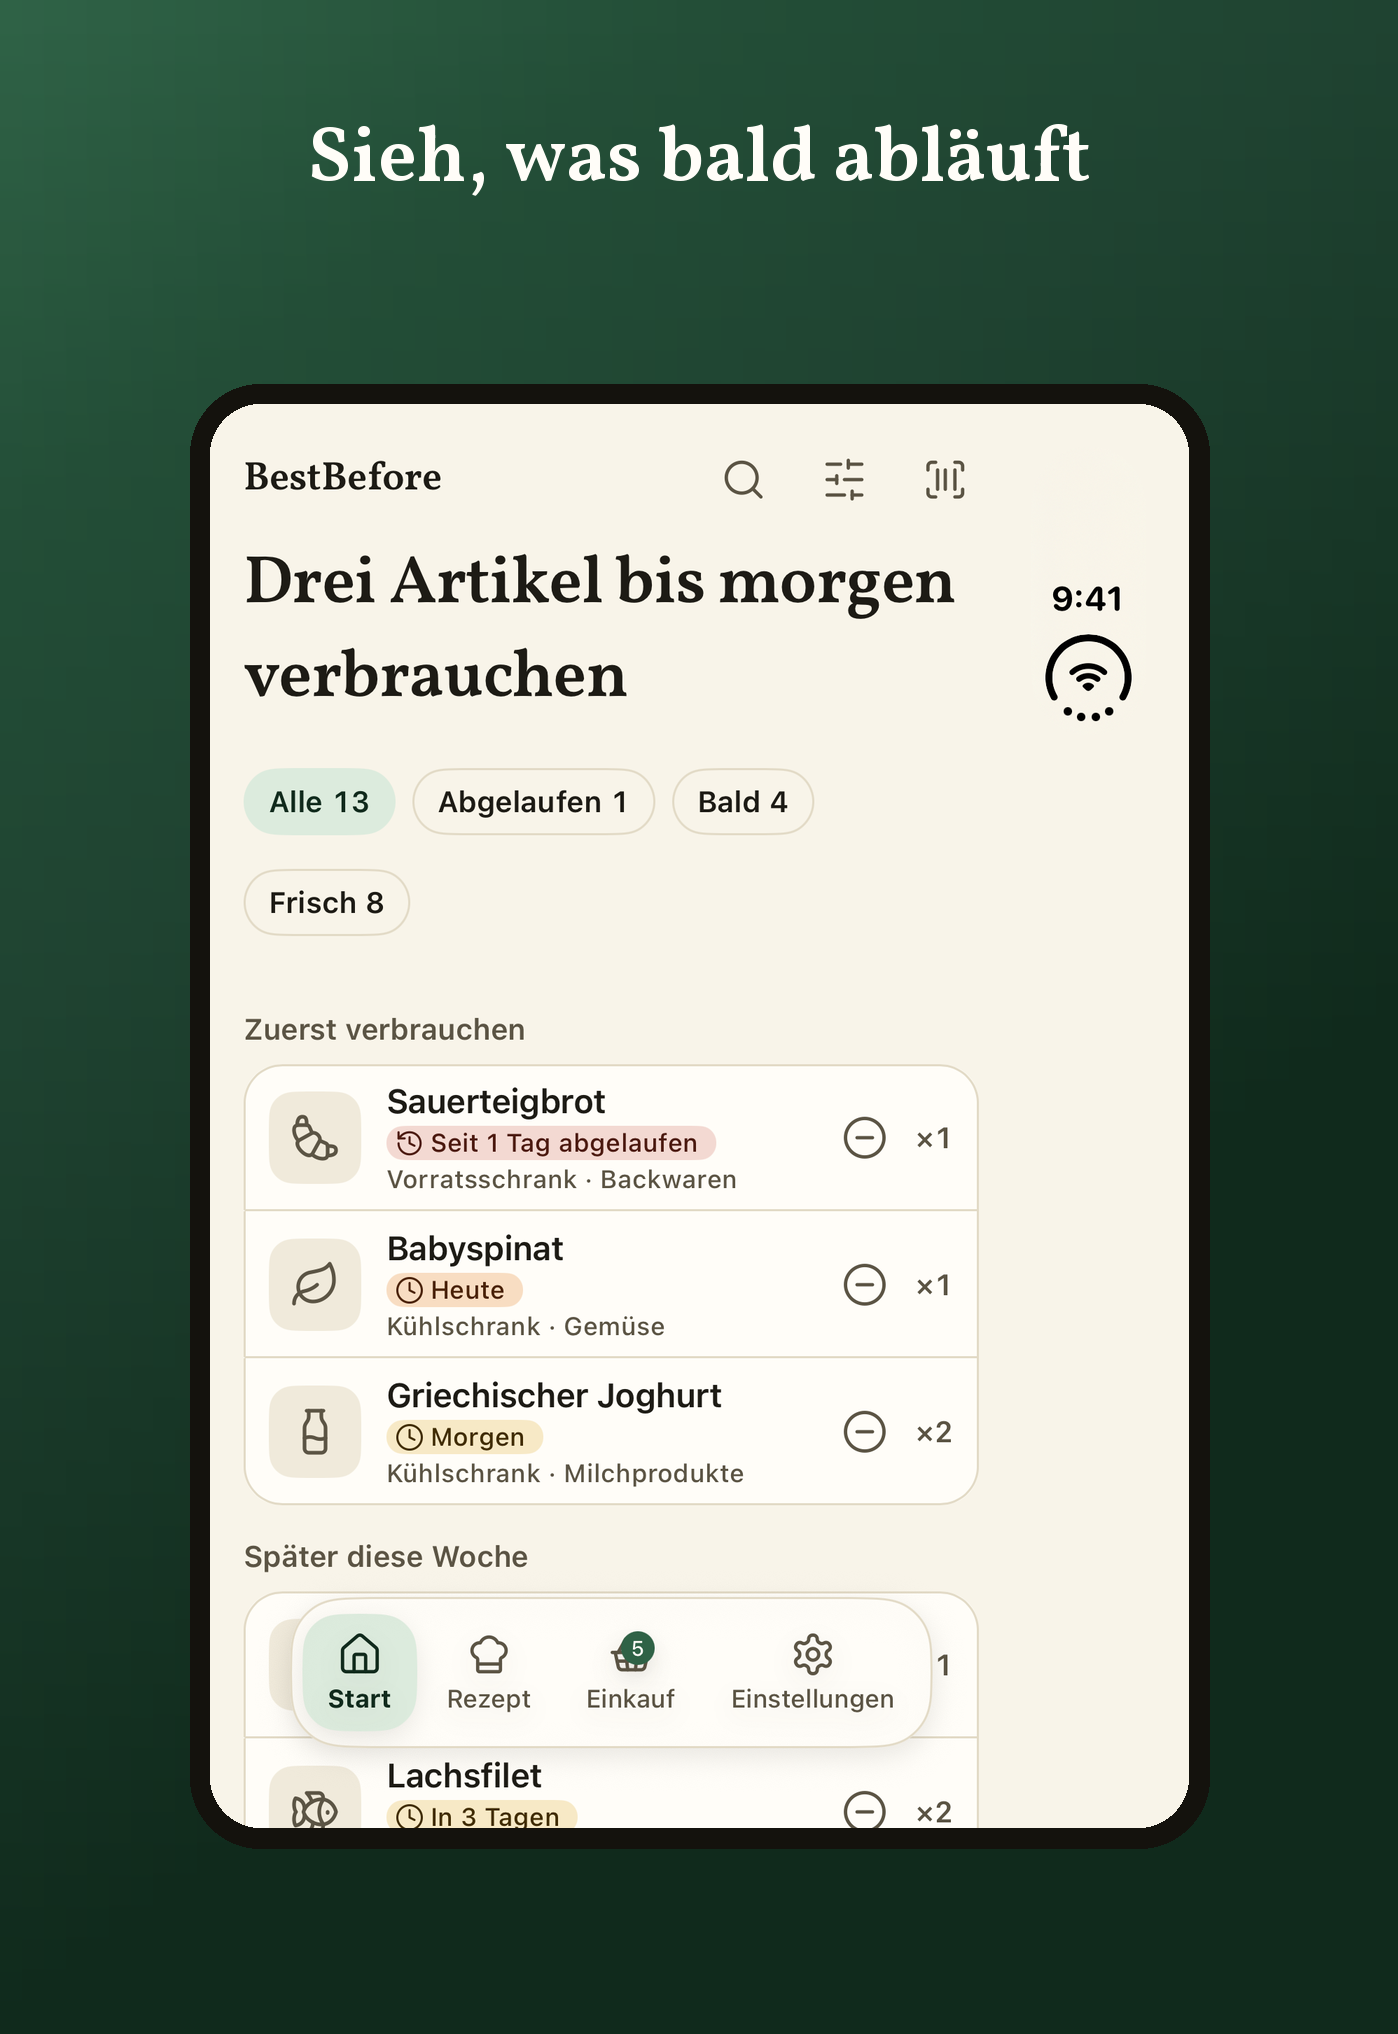 Sieh, was bald abläuft
BestBefore
Drei Artikel bis morgen
verbrauchen
9:41
Alle 13
Abgelaufen 1
Bald 4
Frisch 8
Zuerst verbrauchen
Sauerteigbrot
Seit 1 Tag abgelaufen
Vorratsschrank · Backwaren
×1
Babyspinat
Heute
Kühlschrank · Gemüse
×1
Griechischer Joghurt
Morgen
Kühlschrank · Milchprodukte
×2
Später diese Woche
1
5
Start
Rezept
Einkauf
Einstellungen
Lachsfilet
In 3 Tagen
×2